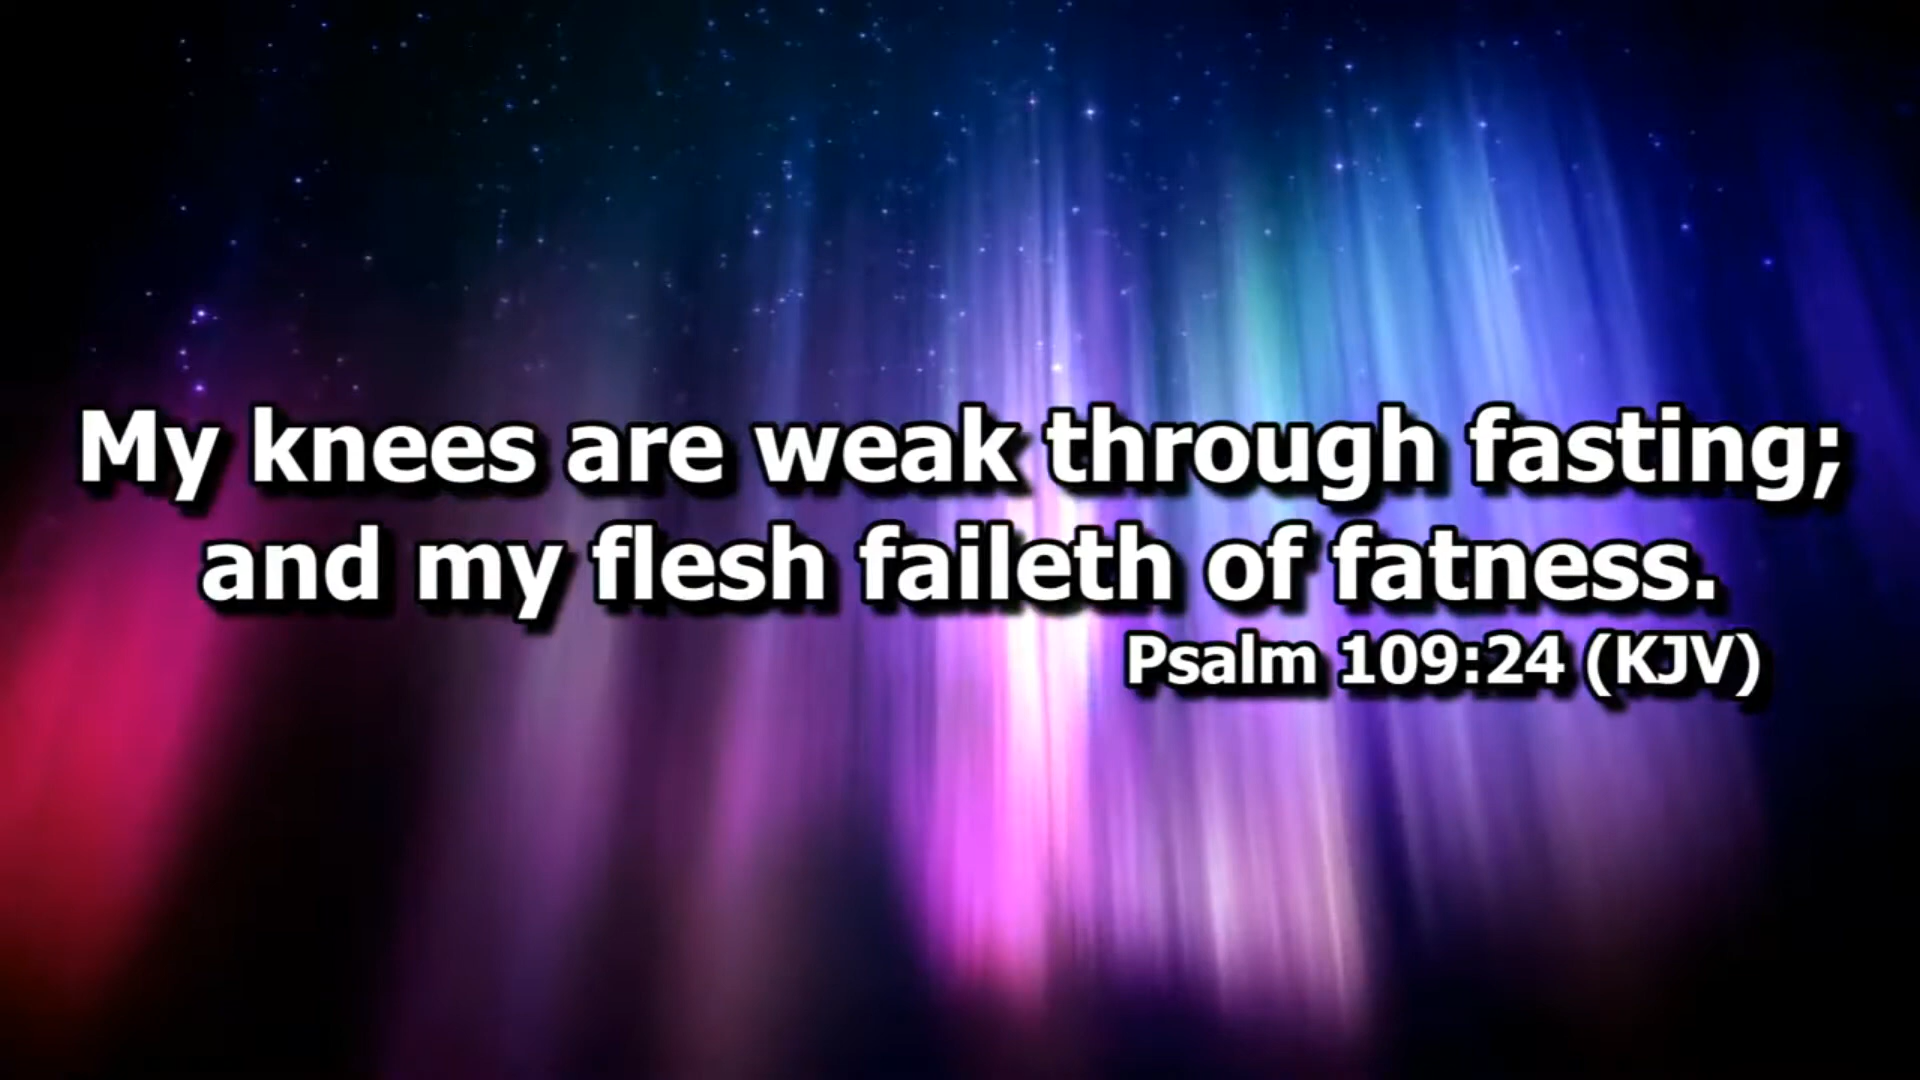 My knees are weak through fasting;
and my flesh faileth of fatness.
Psalm 109:24 (KJV)